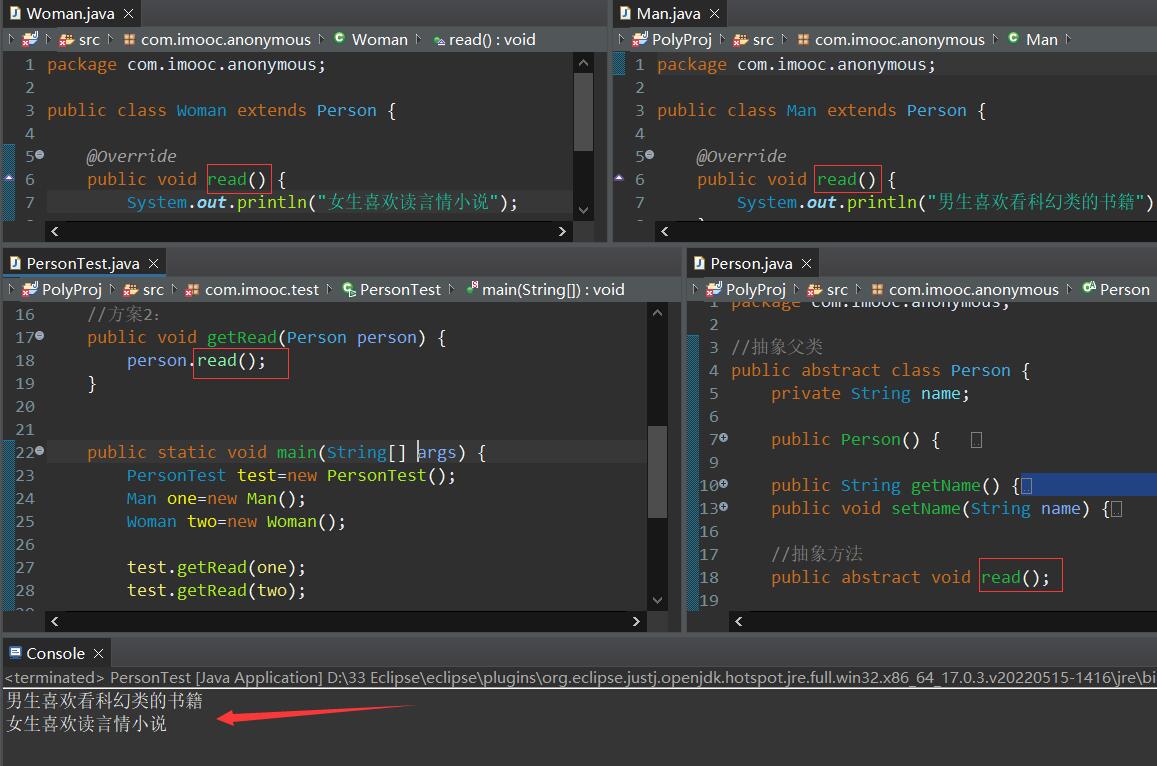 Woman.java
src com.imooc.anonymous Woman read() : void
1 package com.imooc.anonymous;
2
3 public class Woman extends Person {
4
5 @Override
6 public void read() {
7 System.out.println("女生喜欢读言情小说");
Man.java
PolyProj src com.imooc.anonymous Man
1 package com.imooc.anonymous;
2
3 public class Man extends Person {
4
5 @Override
6 public void read() {
7 System.out.println("男生喜欢看科幻类的书籍")
PersonTest.java
PolyProj src com.imooc.test PersonTest main(String[]) : void
16 //方案2:
17 public void getRead(Person person) {
18 person.read();
19 }
20
21
22 public static void main(String[] args) {
23 PersonTest test=new PersonTest();
24 Man one=new Man();
25 Woman two=new Woman();
26
27 test.getRead(one);
28 test.getRead(two);
Person.java
PolyProj src com.imooc.anonymous Person
1 package com.imooc.anonymous;
2
3 //抽象父类
4 public abstract class Person {
5 private String name;
6
7 public Person() {
9
10 public String getName() {
13 public void setName(String name) {
16
17 //抽象方法
18 public abstract void read();
19
Console
<terminated> PersonTest [Java Application] D:\33 Eclipse\eclipse\plugins\org.eclipse.justj.openjdk.hotspot.jre.full.win32.x86_64_17.0.3.v20220515-1416\jre\bi
男生喜欢看科幻类的书籍
女生喜欢读言情小说